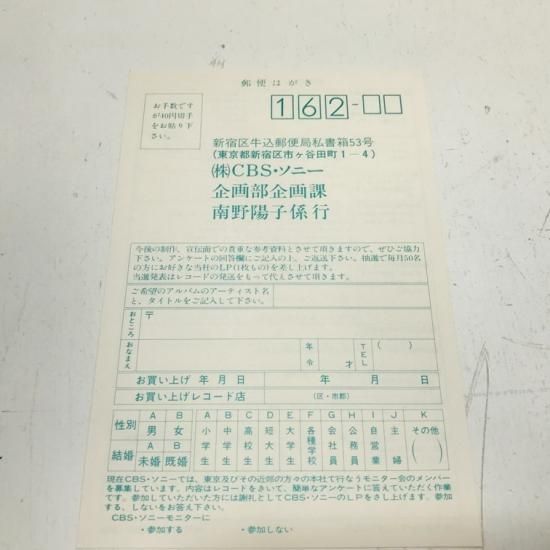 郵便はがき
お手数です
が40円切手
をお貼り下
さい。
162-□□
新宿区牛込郵便局私書箱53号
(東京都新宿区市ヶ谷田町1-4)
㈱CBS・ソニー
企画部企画課
南野陽子係行
今後の制作、宣伝面での貴重な参考資料とさせて頂きますので、ぜひご協力
下さい。アンケートの回答欄にご記入の上、ご返送下さい。抽選で毎月50名
の方にお好きな当社のLP(1枚もの)を差し上げます。
当選発表はレコードの発送をもって代えさせて頂きます。
ご希望のアルバムのアーティスト名
と、タイトルをご記入して下さい。
おところ
〒
おなまえ
年令
才
TEL
( )
お買い上げ 年 月 日
年 月 日
お買い上げレコード店
(区・市郡)
性別
A 男
B 女
結婚
A 未婚
B 既婚
A 小学生
B 中学生
C 高校生
D 短大生
E 大学生
F 各種学校
G 会社員
H 公務員
I 自営業
J 主婦
K その他
( )
現在CBS・ソニーでは、東京及びその近郊の方々の本社で行なうモニター会のメンバー
を募集しています。内容はレコードをきいて、簡単なアンケートに答えていただく作業
です。参加していただいた方には謝礼としてCBS・ソニーのLPをさし上げます。参加
する、しないをお答え下さい。
CBS・ソニーモニターに
・参加する ・参加しない